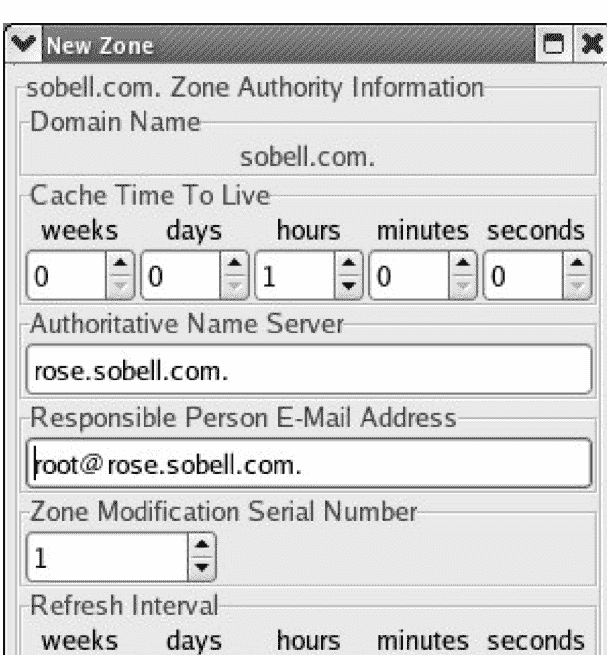 New Zone
sobell.com. Zone Authority Information
Domain Name
sobell.com.
Cache Time To Live
weeks days hours minutes seconds
0 0 1 0 0
Authoritative Name Server
rose.sobell.com.
Responsible Person E-Mail Address
root@rose.sobell.com.
Zone Modification Serial Number
1
Refresh Interval
weeks days hours minutes seconds